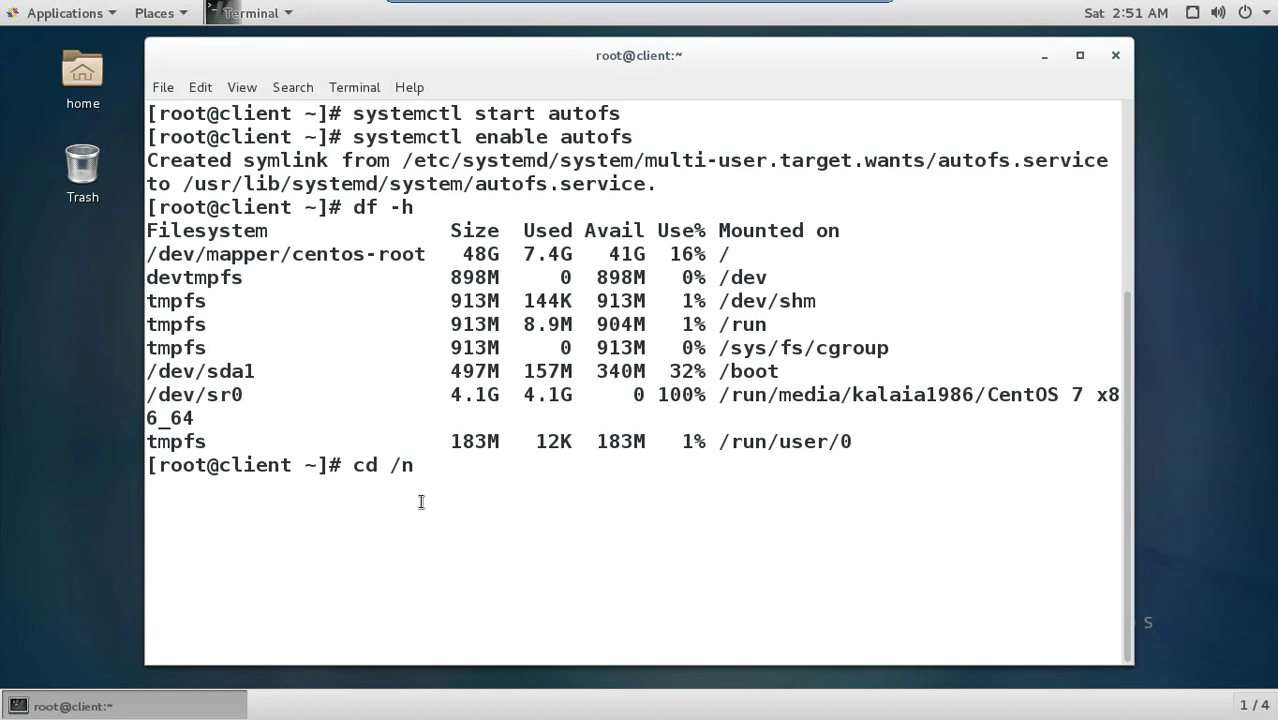 Applications Places Terminal Sat 2:51 AM
home
Trash
root@client:~
File Edit View Search Terminal Help
[root@client ~]# systemctl start autofs
[root@client ~]# systemctl enable autofs
Created symlink from /etc/systemd/system/multi-user.target.wants/autofs.service
to /usr/lib/systemd/system/autofs.service.
[root@client ~]# df -h
Filesystem Size Used Avail Use% Mounted on
/dev/mapper/centos-root 48G 7.4G 41G 16% /
devtmpfs 898M 0 898M 0% /dev
tmpfs 913M 144K 913M 1% /dev/shm
tmpfs 913M 8.9M 904M 1% /run
tmpfs 913M 0 913M 0% /sys/fs/cgroup
/dev/sda1 497M 157M 340M 32% /boot
/dev/sr0 4.1G 4.1G 0 100% /run/media/kalaia1986/CentOS 7 x8
6_64
tmpfs 183M 12K 183M 1% /run/user/0
[root@client ~]# cd /n
S
root@client:~ 1 / 4